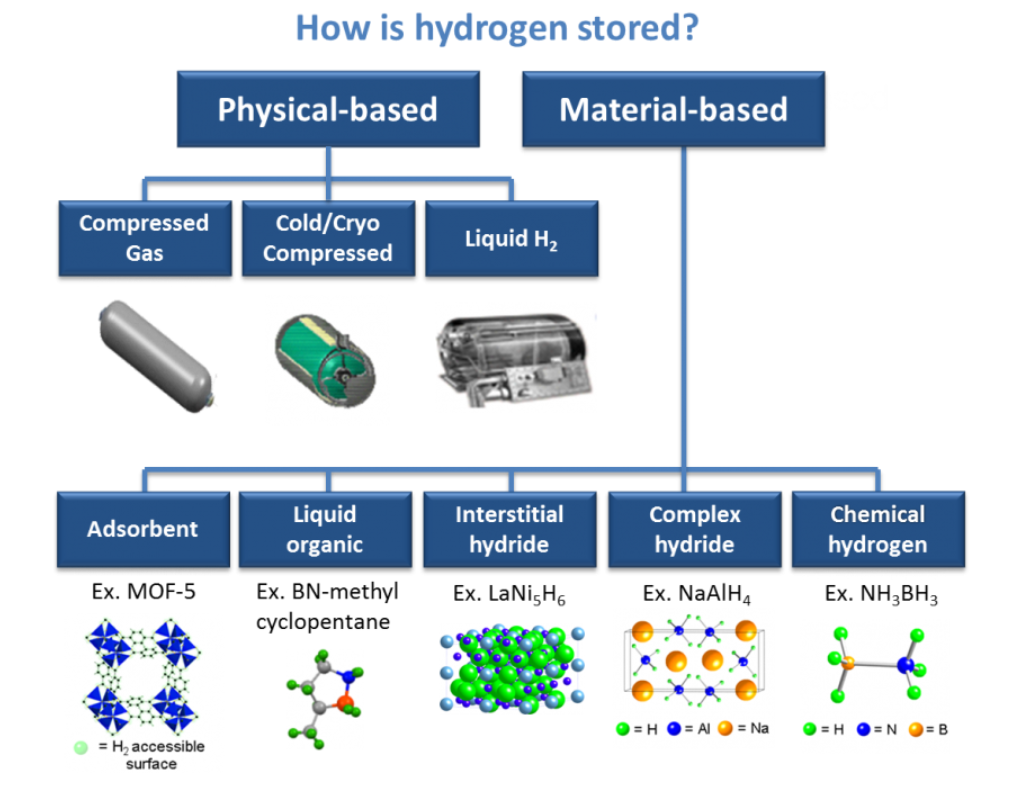 How is hydrogen stored?
Physical-based
Material-based
Compressed
Gas
Cold/Cryo
Compressed
Liquid H₂
Adsorbent
Liquid
organic
Interstitial
hydride
Complex
hydride
Chemical
hydrogen
Ex. MOF-5
Ex. BN-methyl
cyclopentane
Ex. LaNi₅H₆
Ex. NaAlH₄
Ex. NH₃BH₃
= H₂ accessible
surface
= H = Al = Na
= H = N = B